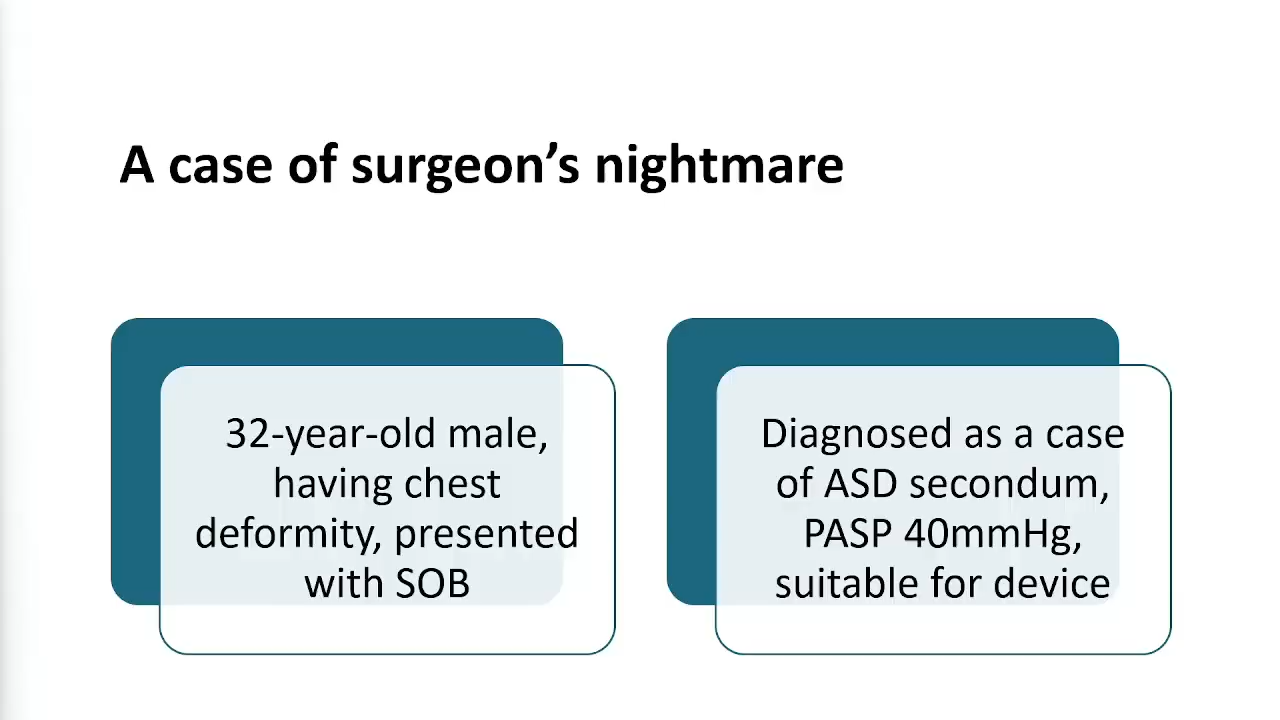 A case of surgeon’s nightmare
32-year-old male,
having chest
deformity, presented
with SOB
Diagnosed as a case
of ASD secondum,
PASP 40mmHg,
suitable for device